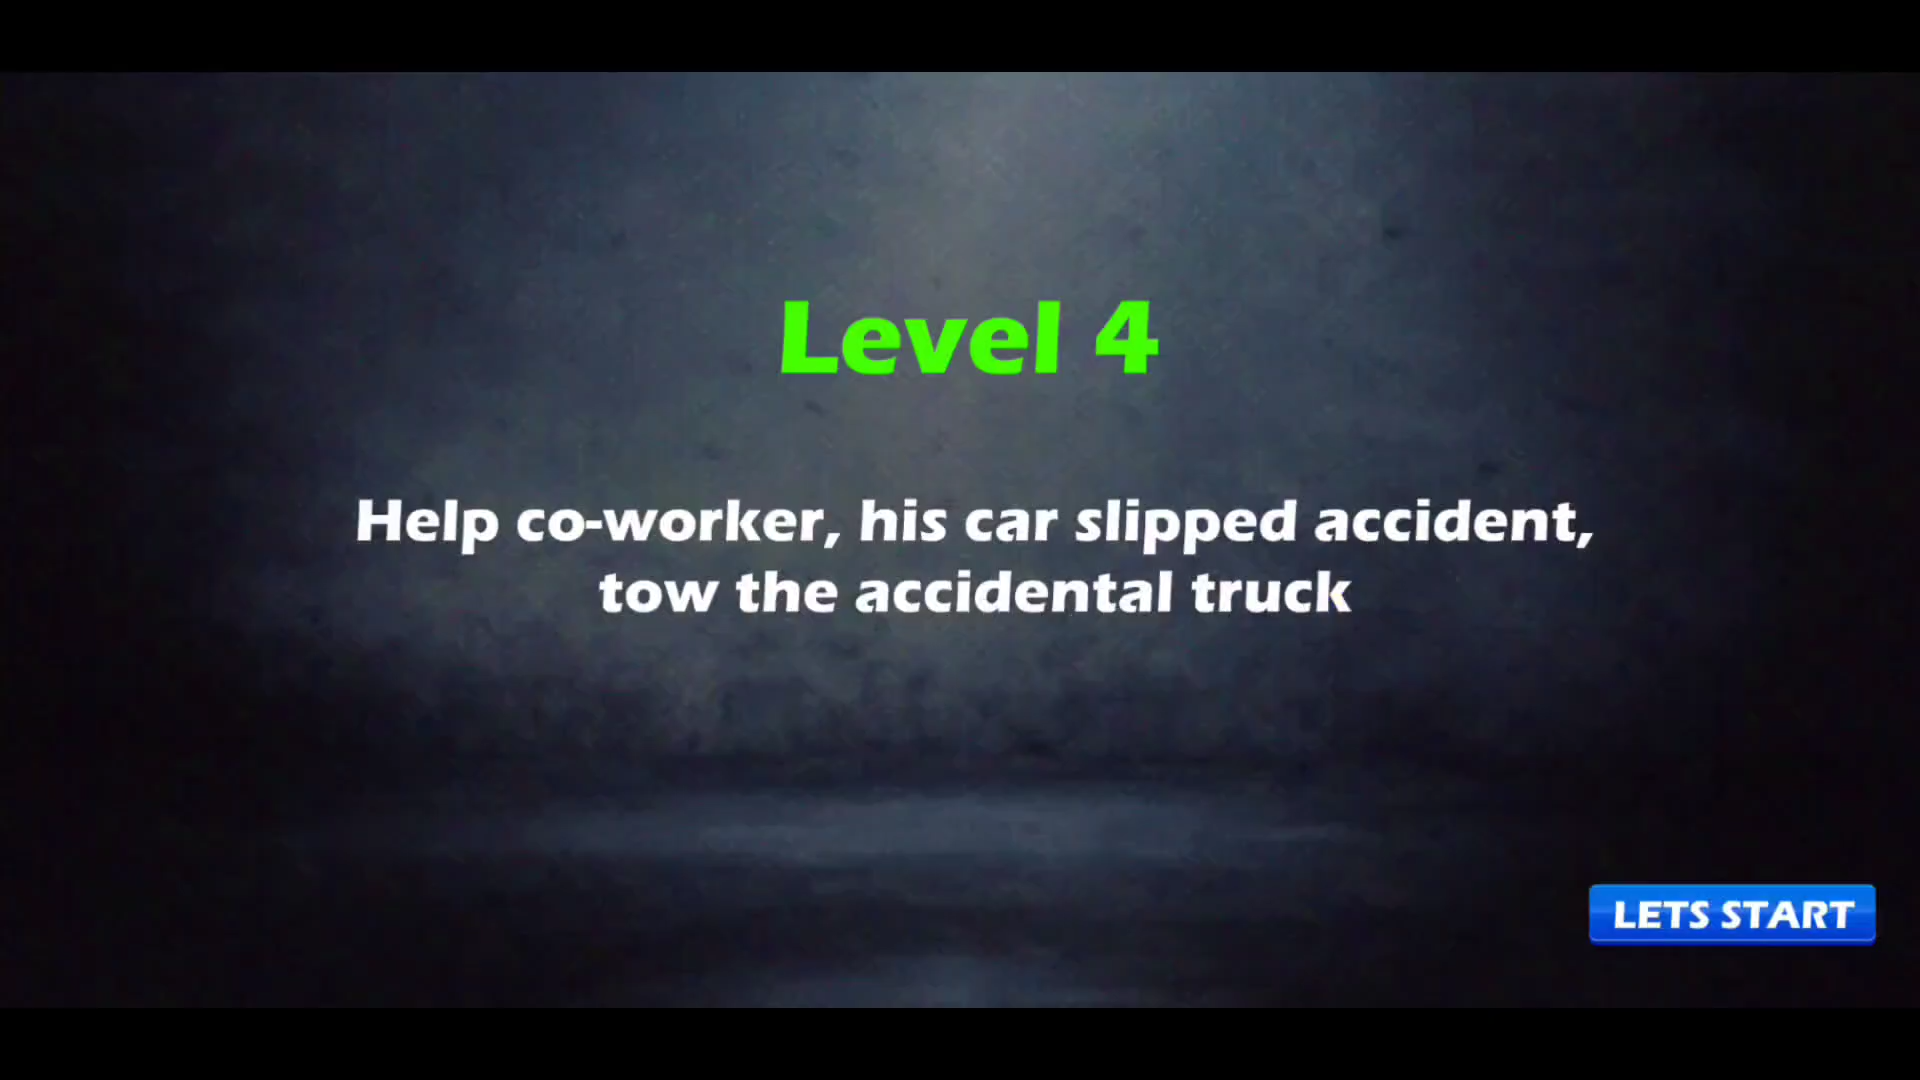 Level 4
Help co-worker, his car slipped accident,
tow the accidental truck
LETS START